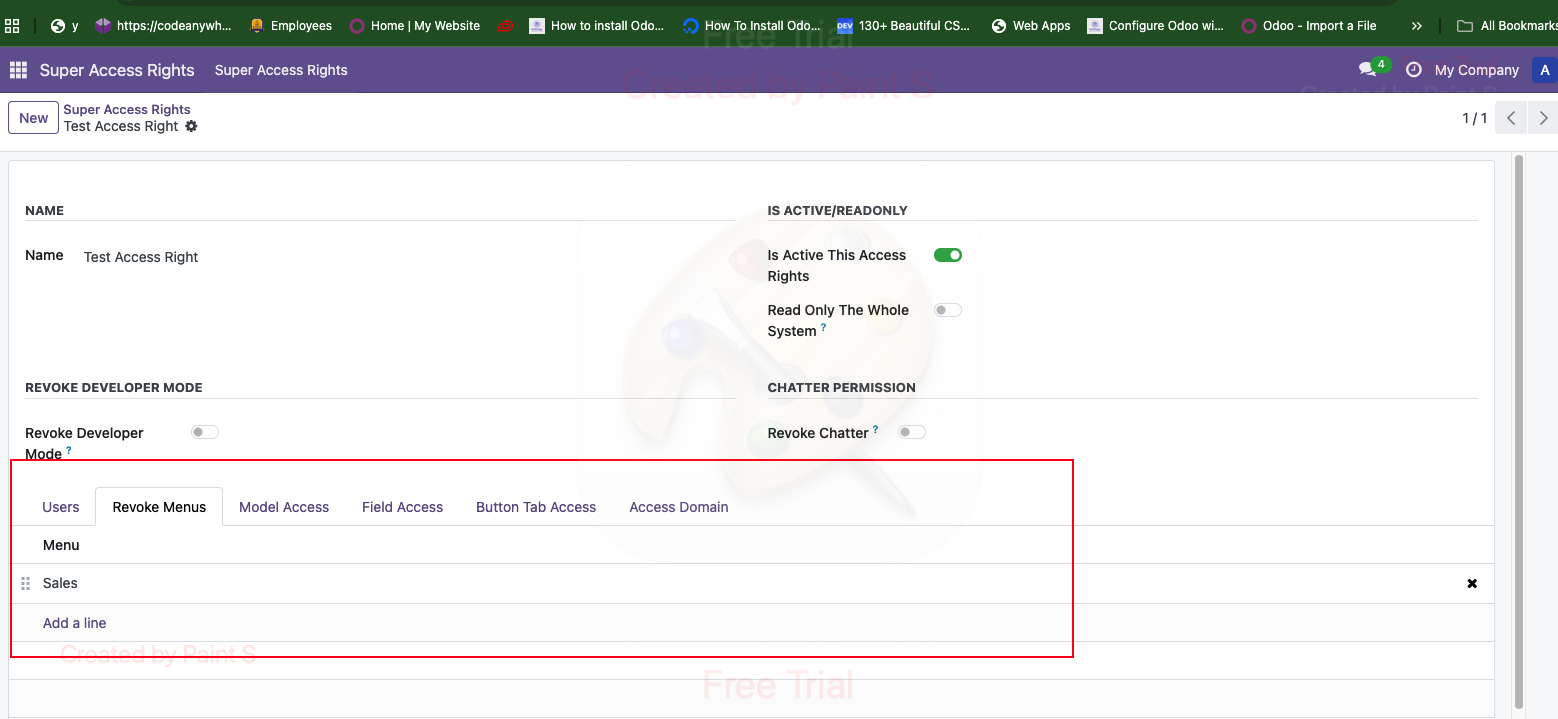 y https://codeanywh... Employees Home | My Website How to install Odo... How To Install Odo... DEV 130+ Beautiful CS... Web Apps Configure Odoo wi... Odoo - Import a File » All Bookmarks
Free Trial
Super Access Rights Super Access Rights 4 My Company A
Created by Paint S
Created by Paint S
New Super Access Rights
Test Access Right 1 / 1
NAME IS ACTIVE/READONLY
Name Test Access Right Is Active This Access
Rights
Read Only The Whole
System ?
REVOKE DEVELOPER MODE CHATTER PERMISSION
Revoke Developer Revoke Chatter ?
Mode ?
Users Revoke Menus Model Access Field Access Button Tab Access Access Domain
Menu
Sales
Add a line
Created by Paint S
Free Trial